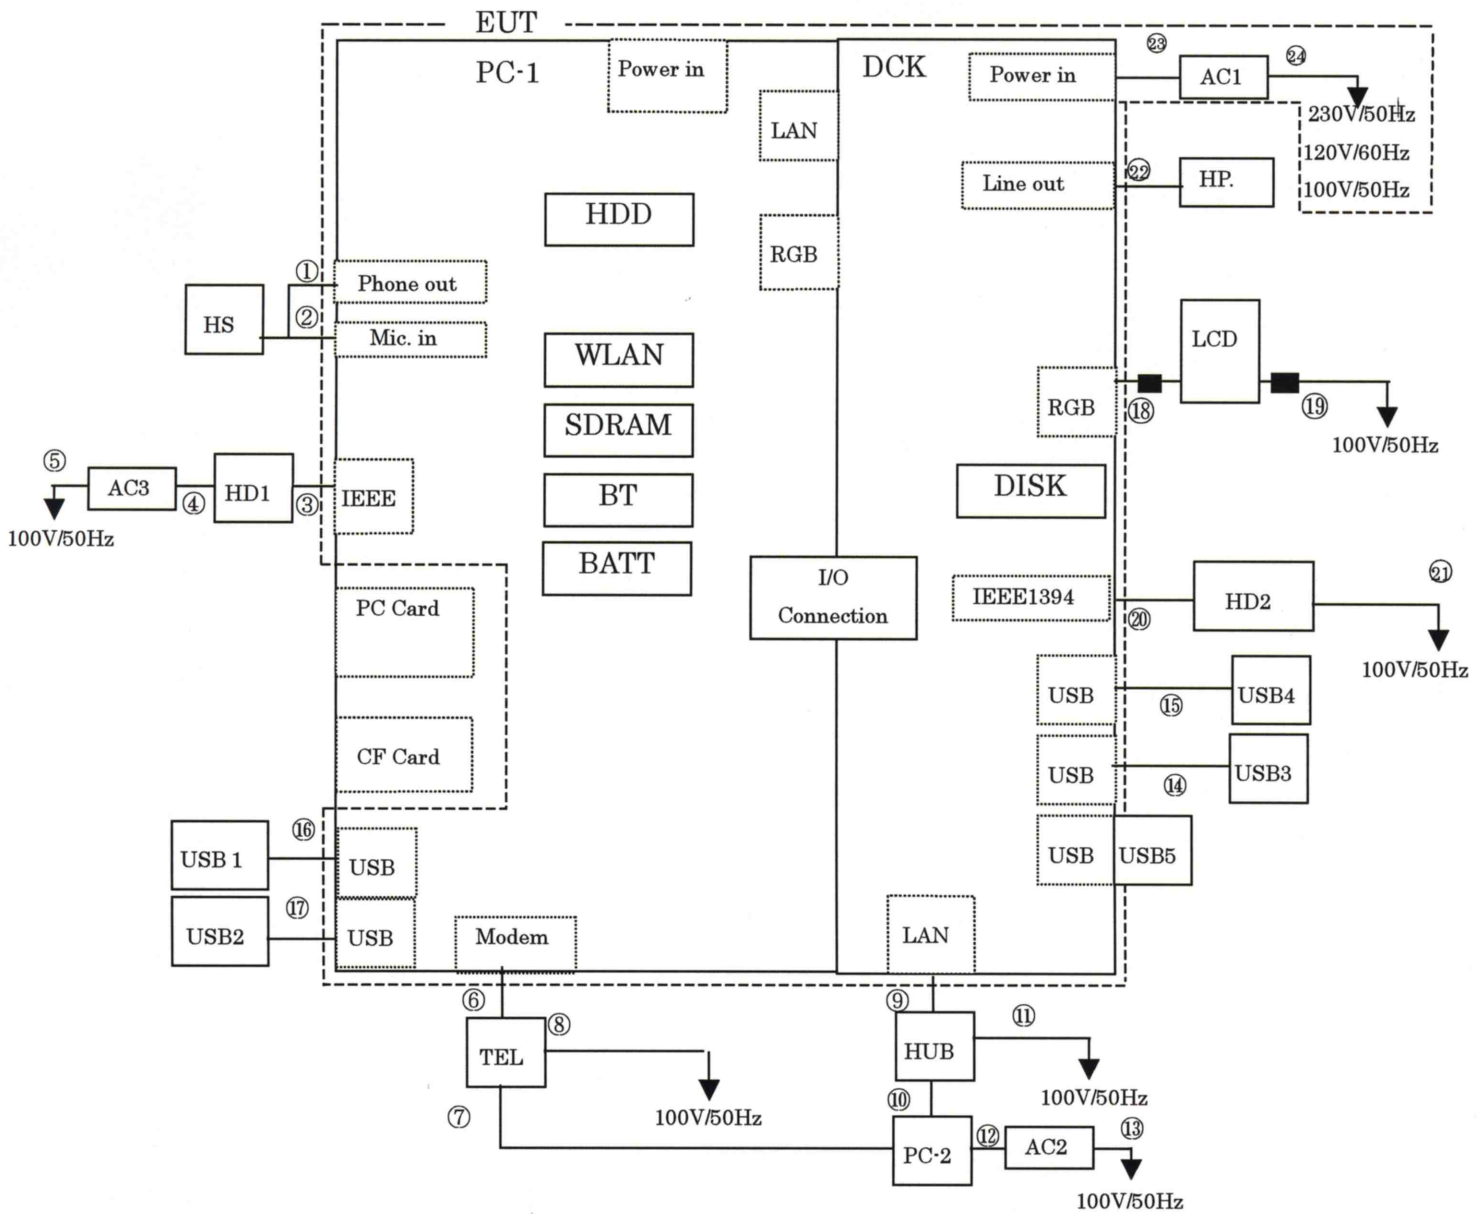 EUT
PC-1
Power in
DCK
Power in
㉓
AC1
㉔
230V/50Hz
120V/60Hz
100V/50Hz
LAN
Line out
㉒
HP.
HDD
RGB
①
Phone out
HS
②
Mic. in
WLAN
LCD
RGB
⑱
⑲
100V/50Hz
SDRAM
⑤
AC3
④
HD1
③
IEEE
100V/50Hz
BT
DISK
BATT
I/O
Connection
IEEE1394
⑳
HD2
㉑
100V/50Hz
PC Card
USB
⑮
USB4
CF Card
USB
⑭
USB3
USB 1
⑯
USB
USB
USB5
USB2
⑰
USB
Modem
LAN
⑥
⑧
TEL
⑨
HUB
⑪
100V/50Hz
100V/50Hz
⑦
⑩
PC-2
⑫
AC2
⑬
100V/50Hz